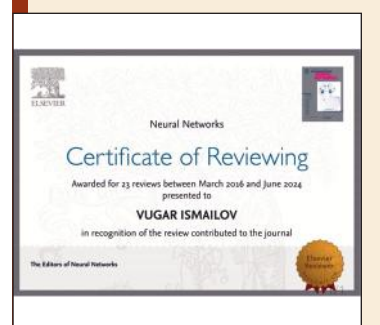 ELSEVIER
Neural Networks
Certificate of Reviewing
Awarded for 23 reviews between March 2016 and June 2024
presented to
VUGAR ISMAILOV
in recognition of the review contributed to the journal
The Editors of Neural Networks
Elsevier
Reviewer